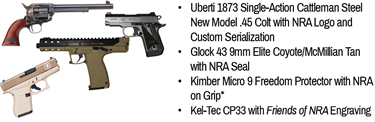 • Uberti 1873 Single-Action Cattleman Steel
New Model .45 Colt with NRA Logo and
Custom Serialization
• Glock 43 9mm Elite Coyote/McMillian Tan
with NRA Seal
• Kimber Micro 9 Freedom Protector with NRA
on Grip*
• Kel-Tec CP33 with Friends of NRA Engraving